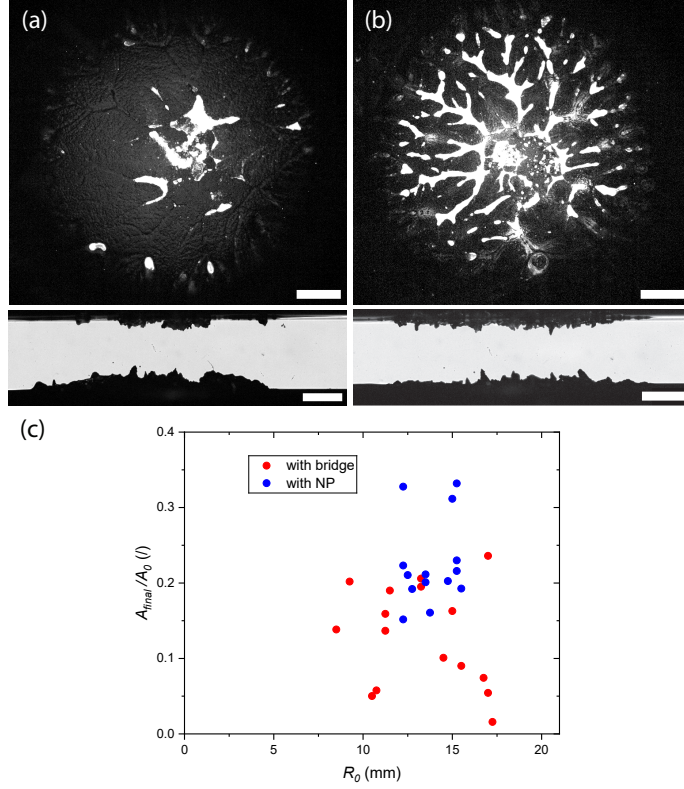 (a)
(b)
(c)
with bridge
with NP
A_final/A_0 (/)
0.4
0.3
0.2
0.1
0.0
0 5 10 15 20
R_0 (mm)